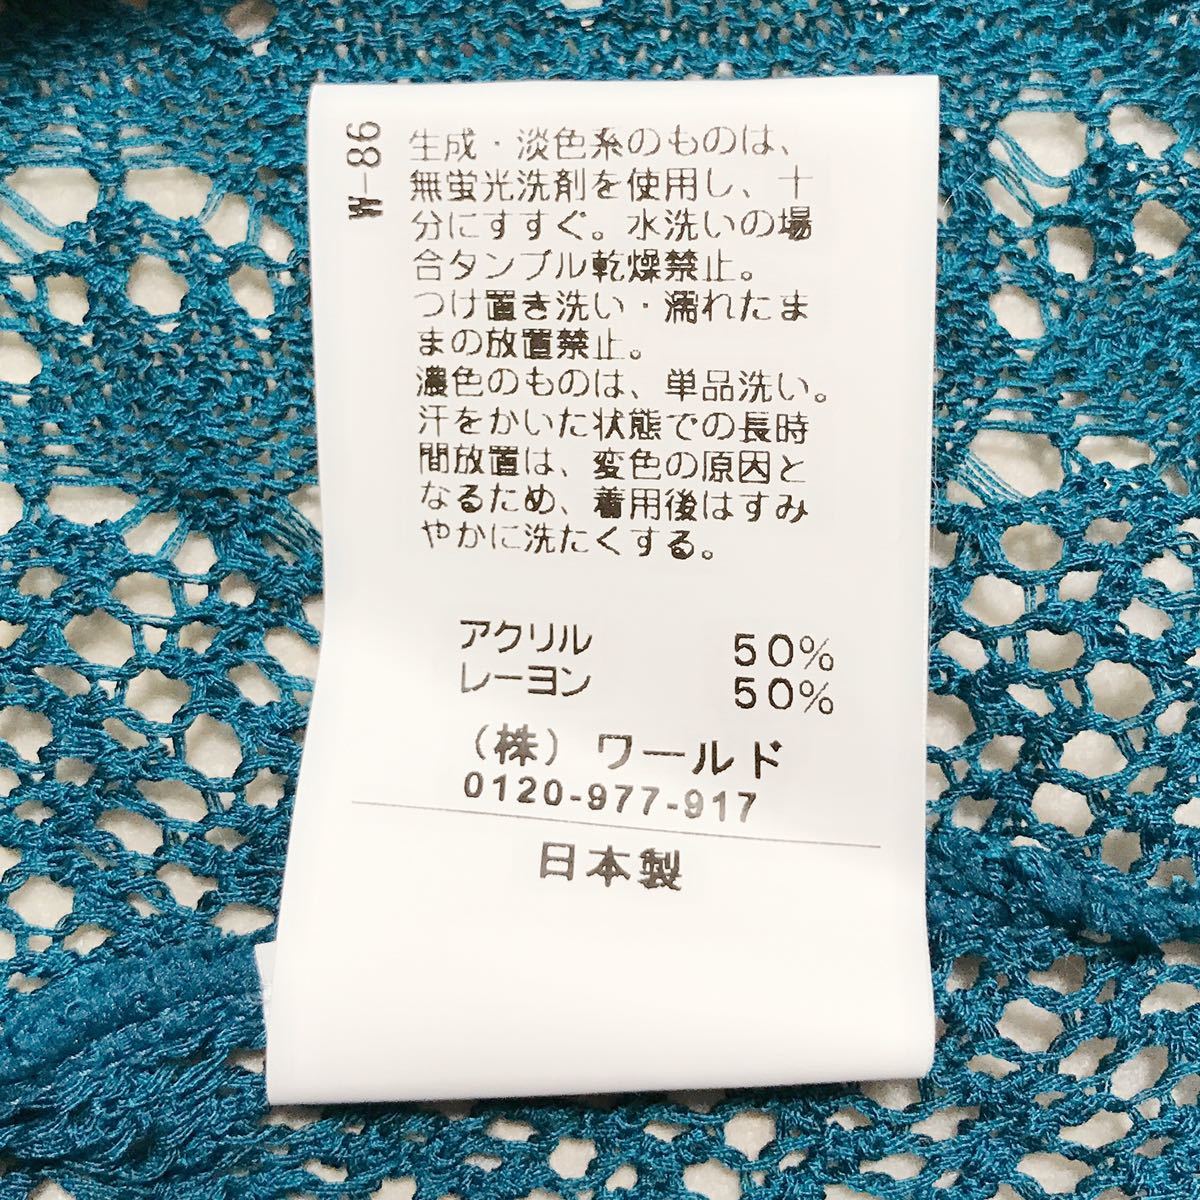 W-86
生成・淡色系のものは、
無蛍光洗剤を使用し、十
分にすすぐ。水洗いの場
合タンブル乾燥禁止。
つけ置き洗い・濡れたま
まの放置禁止。
濃色のものは、単品洗い。
汗をかいた状態での長時
間放置は、変色の原因と
なるため、着用後はすみ
やかに洗たくする。
アクリル 50%
レーヨン 50%
(株)ワールド
0120-977-917
日本製